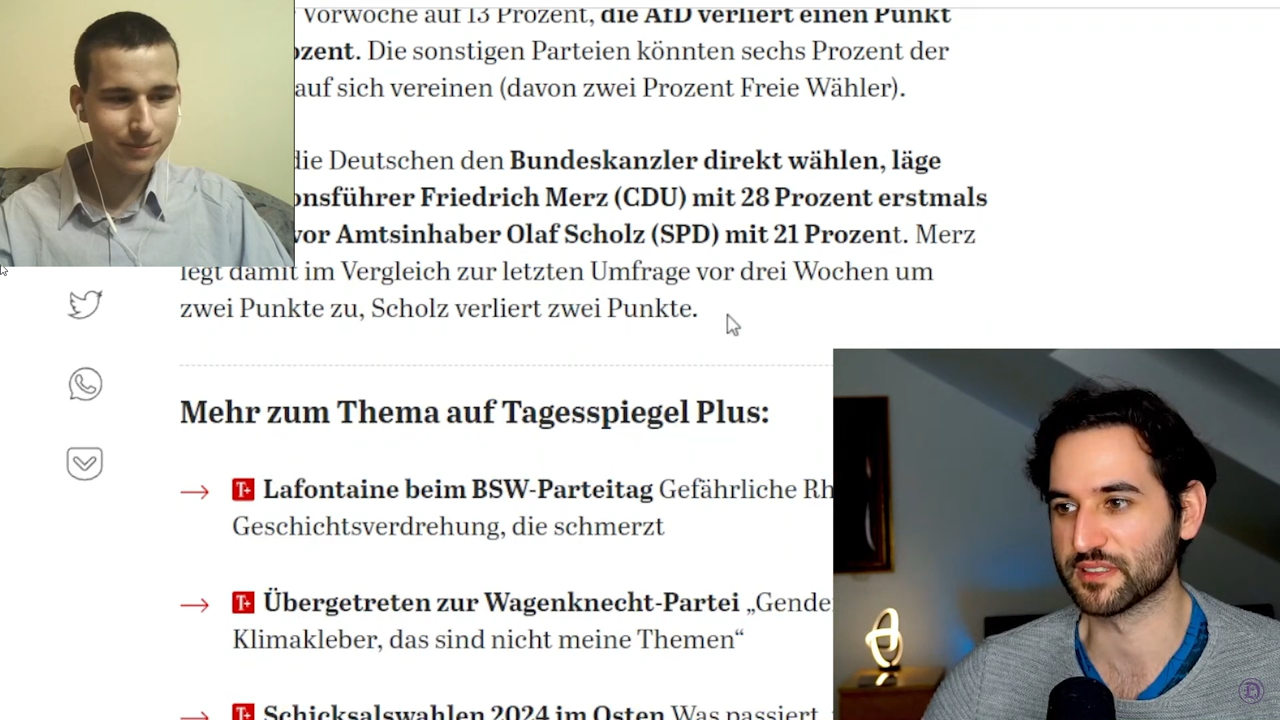 Vorwoche auf 13 Prozent, die AfD verliert einen Punkt
ozent. Die sonstigen Parteien könnten sechs Prozent der
auf sich vereinen (davon zwei Prozent Freie Wähler).
die Deutschen den Bundeskanzler direkt wählen, läge
onsführer Friedrich Merz (CDU) mit 28 Prozent erstmals
vor Amtsinhaber Olaf Scholz (SPD) mit 21 Prozent. Merz
legt damit im Vergleich zur letzten Umfrage vor drei Wochen um
zwei Punkte zu, Scholz verliert zwei Punkte.
Mehr zum Thema auf Tagesspiegel Plus:
T+ Lafontaine beim BSW-Parteitag Gefährliche Rh
Geschichtsverdrehung, die schmerzt
T+ Übergetreten zur Wagenknecht-Partei „Gende
Klimakleber, das sind nicht meine Themen“
T+ Schicksalswahlen 2024 im Osten Was passiert,